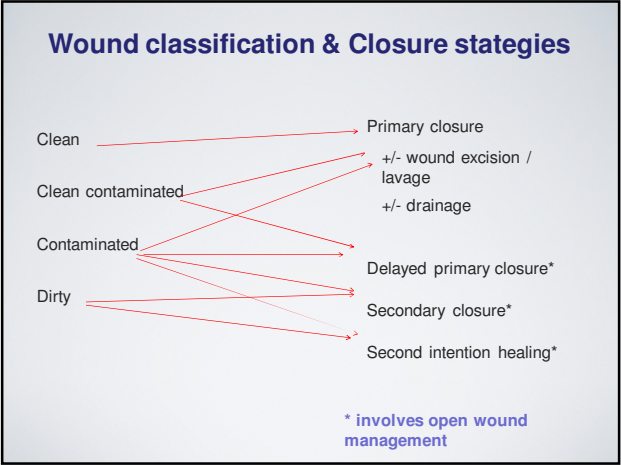 Wound classification & Closure stategies
Clean
Clean contaminated
Contaminated
Dirty
Primary closure
+/- wound excision /
lavage
+/- drainage
Delayed primary closure*
Secondary closure*
Second intention healing*
* involves open wound
management